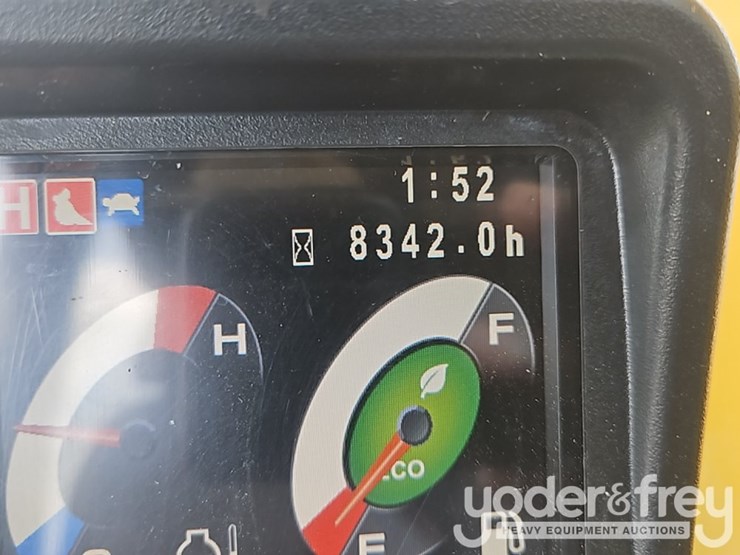 H
1:52
8342.0h
H
F
ECO
E
C
yoder&frey
HEAVY EQUIPMENT AUCTIONS